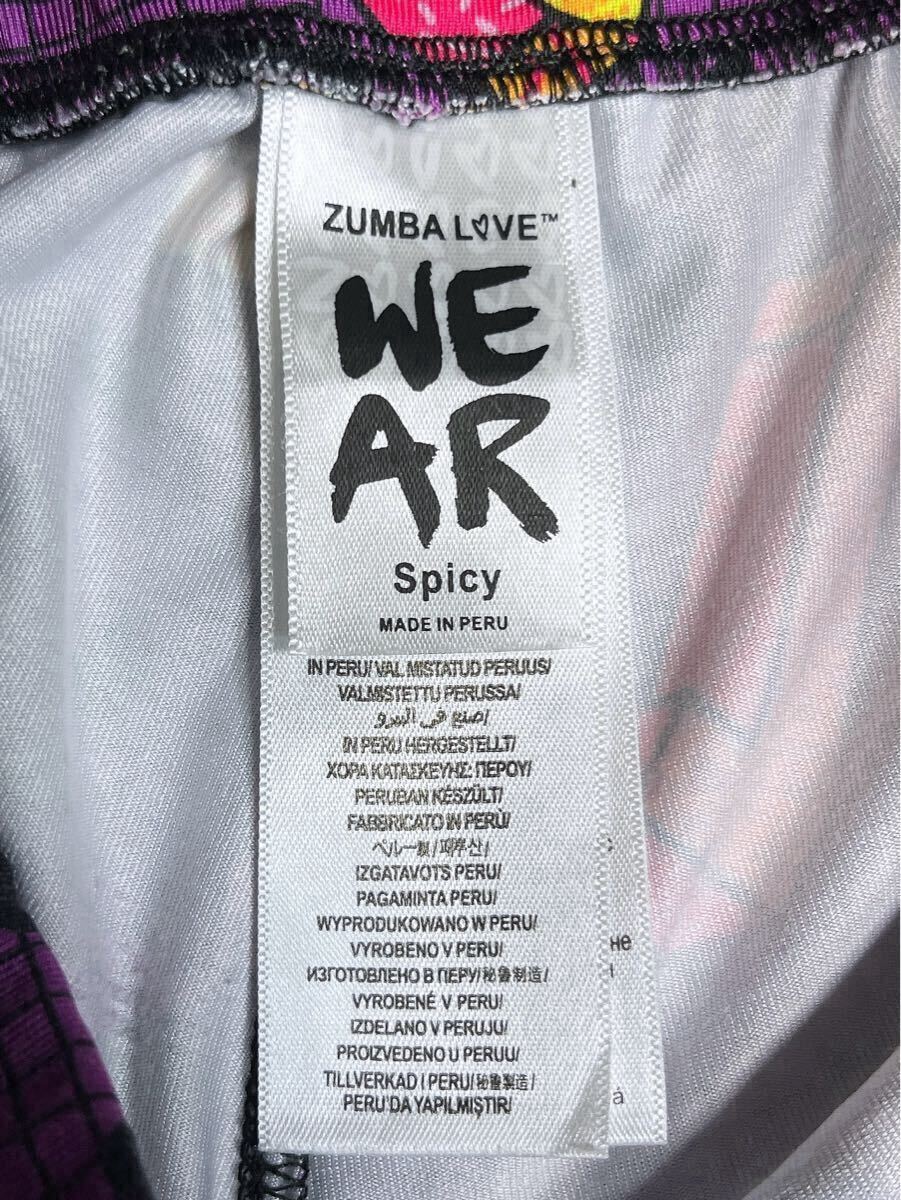 ZUMBA L♡VE™
WE
AR
Spicy
MADE IN PERU
IN PERU/ VALMISTATUD PERUUS/
VALMISTETTU PERUSSA/
صنع في البيرو/
IN PERU HERGESTELLT/
ΧΩΡΑ ΚΑΤΑΣΚΕΥΗΣ: ΠΕΡΟΥ/
PERUBAN KÉSZÜLT/
FABBRICATO IN PERÙ/
ペルー製/페루산/
IZGATAVOTS PERU/
PAGAMINTA PERU/
WYPRODUKOWANO W PERU/
VYROBENO V PERU/
ИЗГОТОВЛЕНО В ПЕРУ/秘鲁制造/
VYROBENÉ V PERU/
IZDELANO V PERUJU/
PROIZVEDENO U PERUU/
TILLVERKAD I PERU/秘魯製造/
PERU'DA YAPILMIŞTIR/